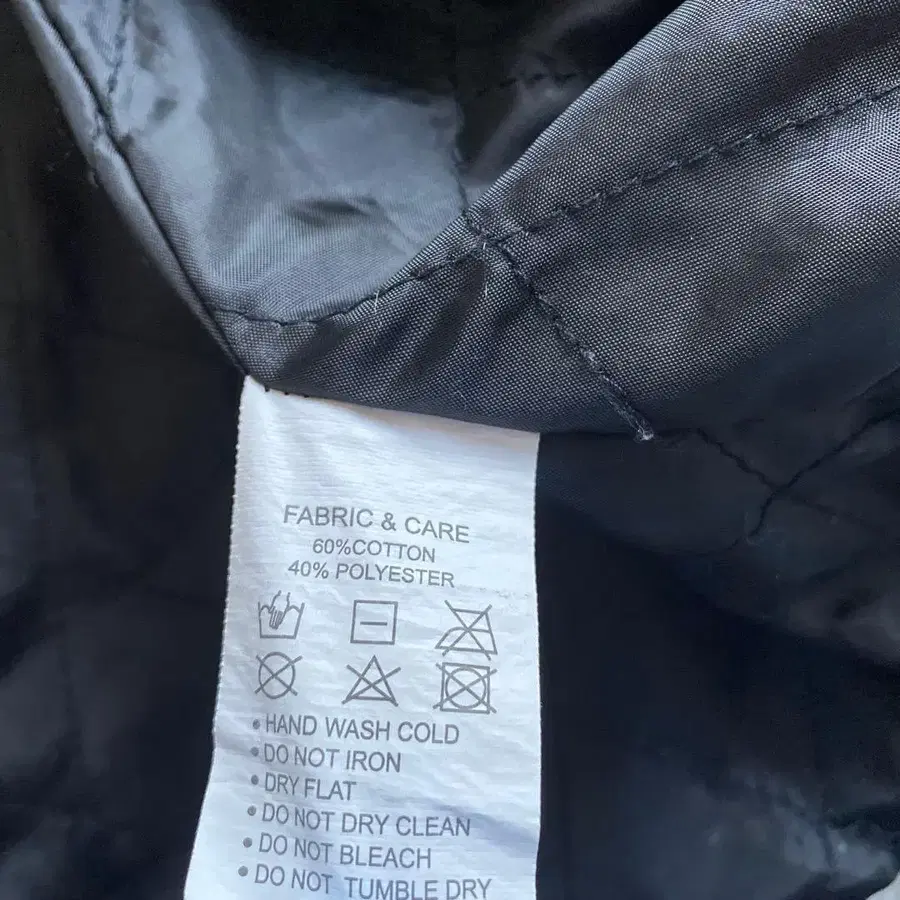 FABRIC & CARE
60%COTTON
40% POLYESTER
• HAND WASH COLD
• DO NOT IRON
• DRY FLAT
• DO NOT DRY CLEAN
• DO NOT BLEACH
• DO NOT TUMBLE DRY